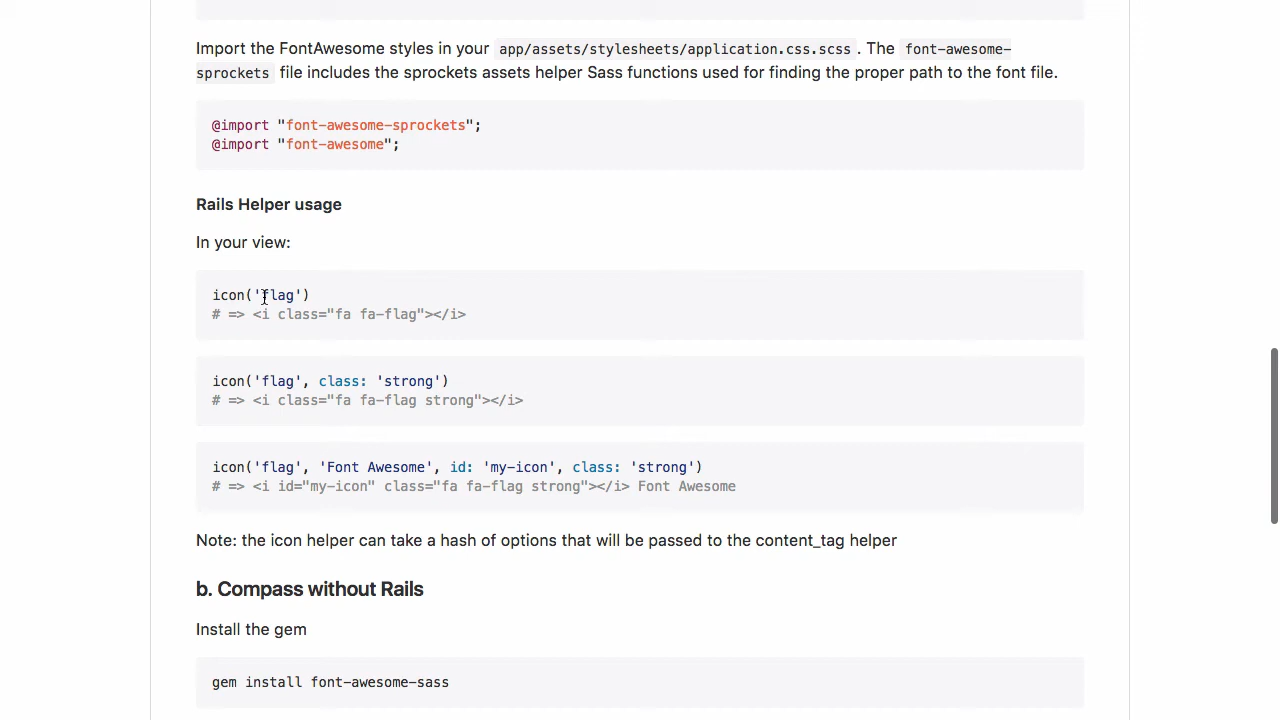 Import the FontAwesome styles in your app/assets/stylesheets/application.css.scss . The font-awesome-
sprockets file includes the sprockets assets helper Sass functions used for finding the proper path to the font file.
@import "font-awesome-sprockets";
@import "font-awesome";
Rails Helper usage
In your view:
icon('flag')
# => <i class="fa fa-flag"></i>
icon('flag', class: 'strong')
# => <i class="fa fa-flag strong"></i>
icon('flag', 'Font Awesome', id: 'my-icon', class: 'strong')
# => <i id="my-icon" class="fa fa-flag strong"></i> Font Awesome
Note: the icon helper can take a hash of options that will be passed to the content_tag helper
b. Compass without Rails
Install the gem
gem install font-awesome-sass